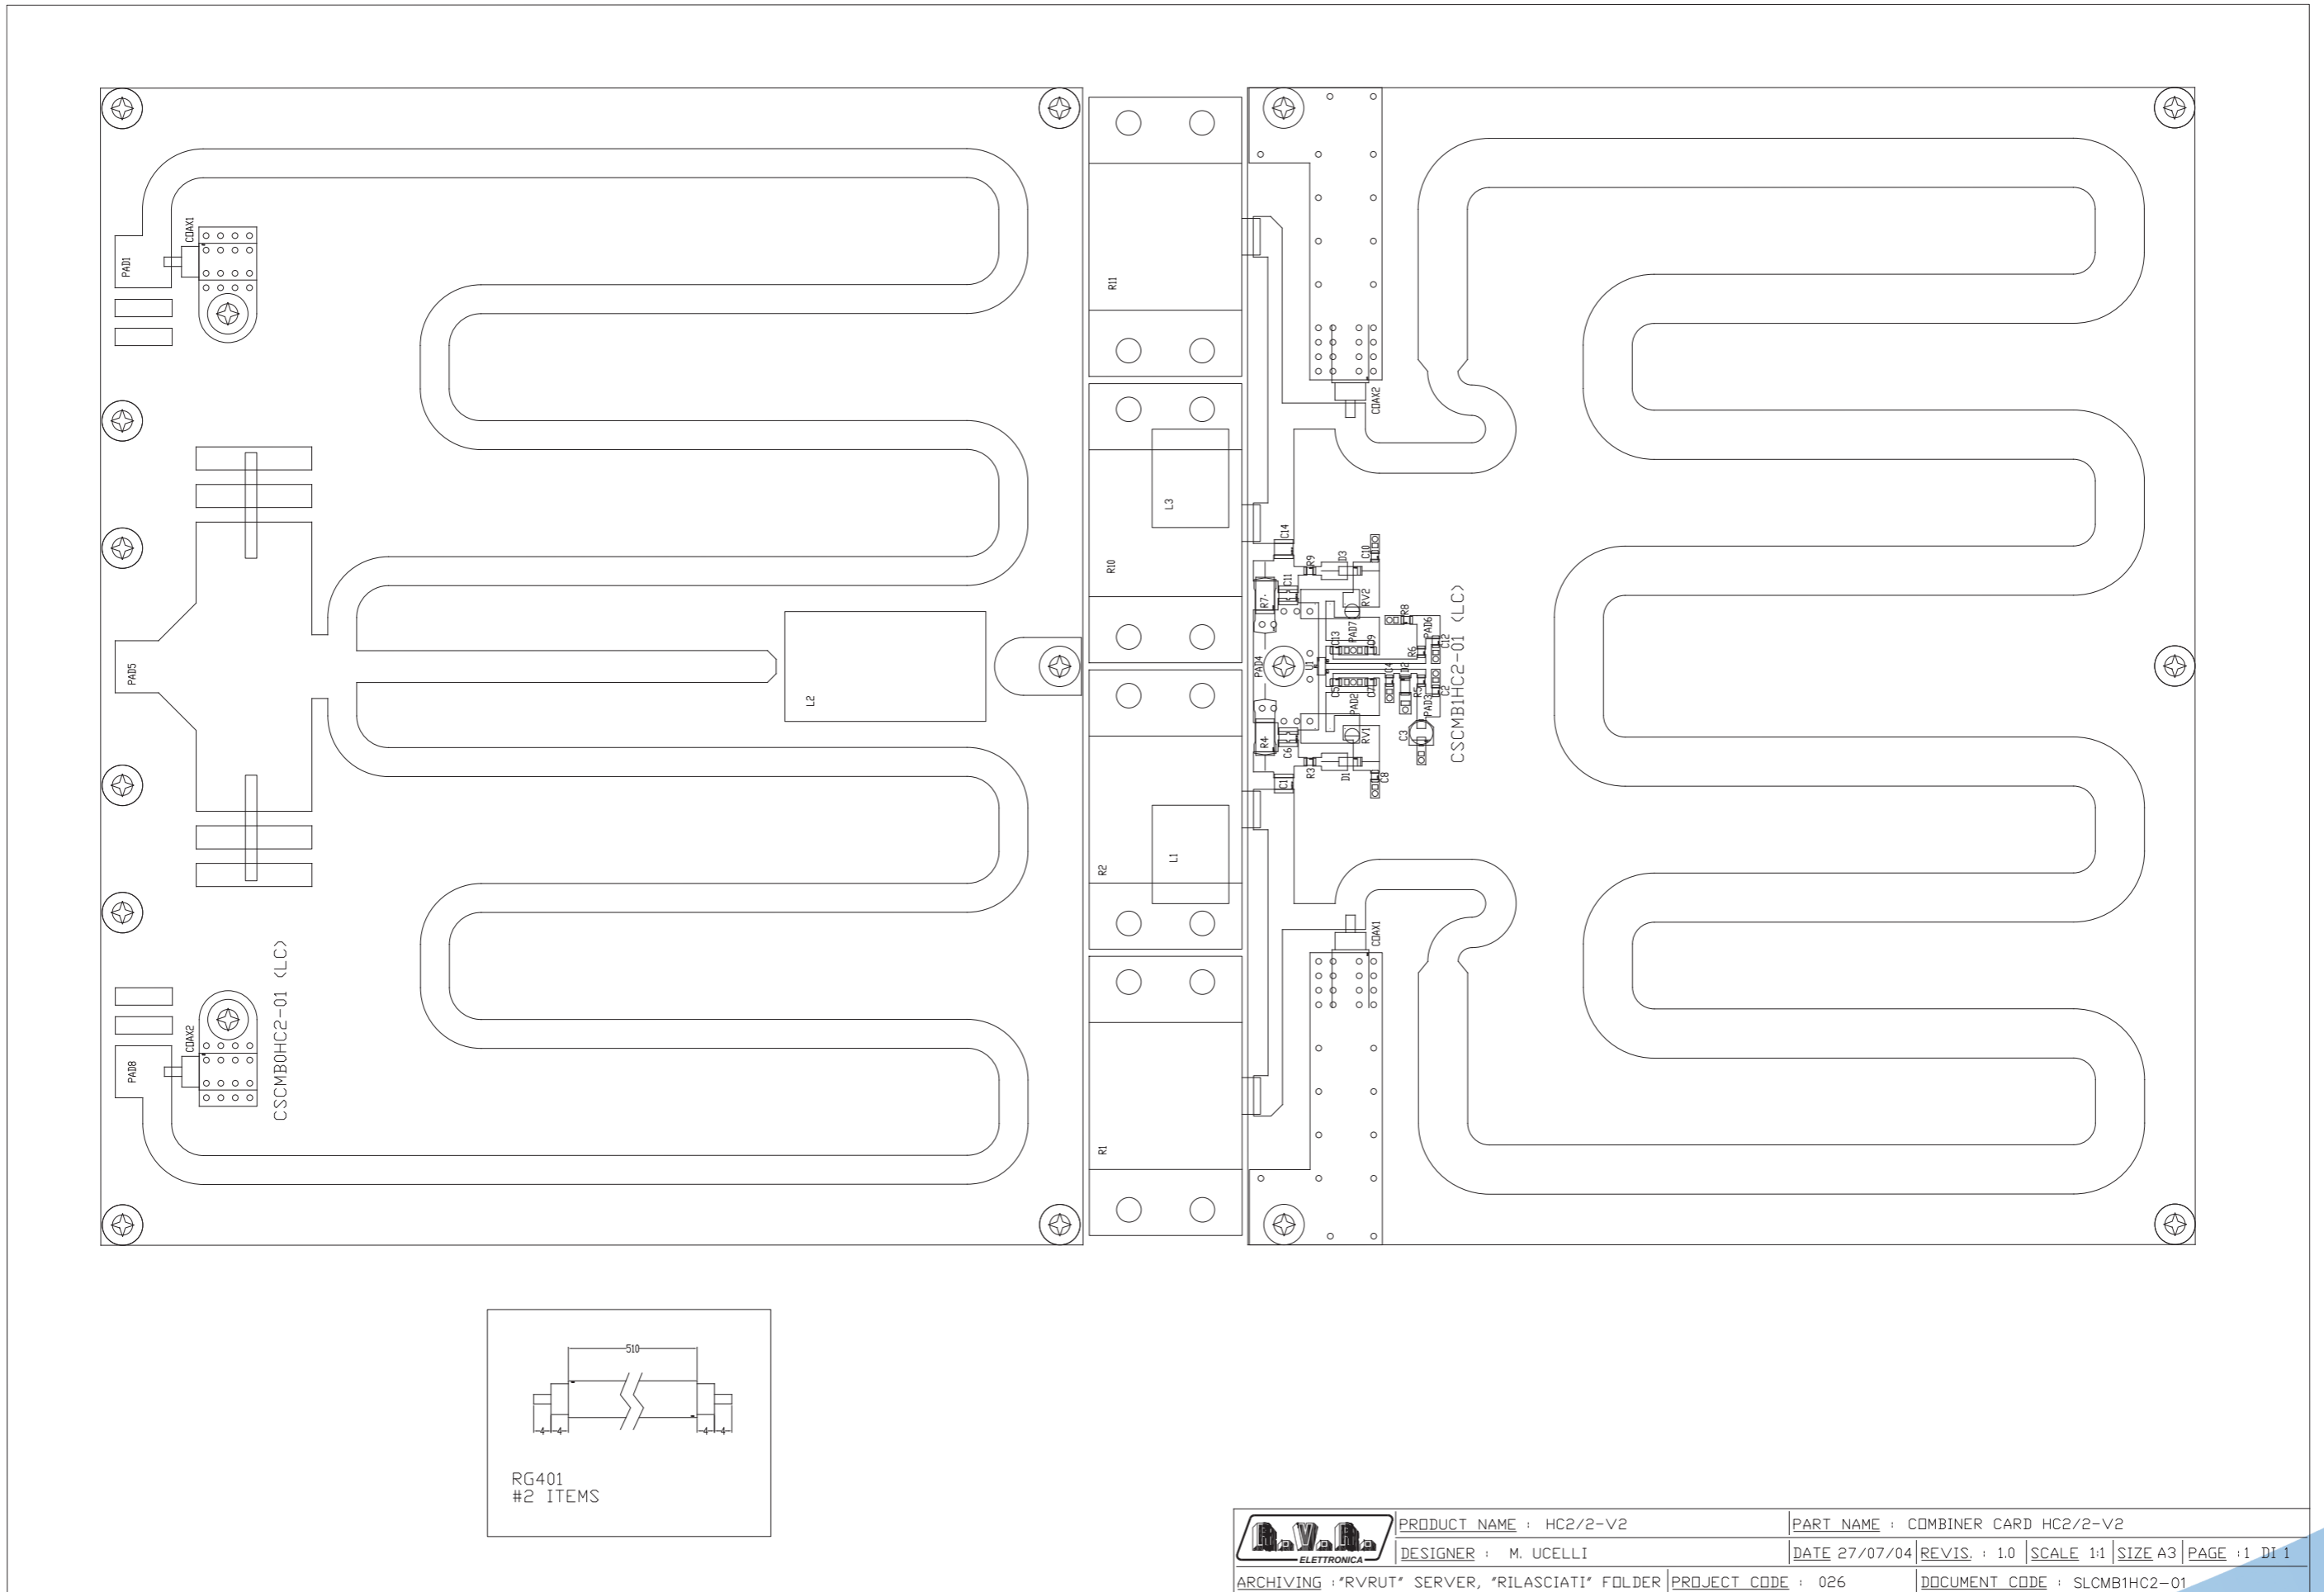 COAX1
PAD1
PAD5
L2
CSCMB0HC2-01 (LC)
COAX2
PAD8
R11
R10
L3
R2
L1
R1
COAX2
C14
R9
D3
C10
C11
R7
RV2
R8
PAD6
C12
PAD7
C13
C9
R6
U1
PAD4
C4
D2
C5
C7
R5
C2
PAD2
PAD3
R4
C6
RV1
C3
R3
D1
C8
C1
CSCMB1HC2-01 (LC)
COAX1
510
4 4
4 4
RG401
#2 ITEMS
R.V.R.
ELETTRONICA
PRODUCT NAME : HC2/2-V2
PART NAME : COMBINER CARD HC2/2-V2
DESIGNER : M. UCELLI
DATE 27/07/04 REVIS. : 1.0 SCALE 1:1 SIZE A3 PAGE :1 DI 1
ARCHIVING :"RVRUT" SERVER, "RILASCIATI" FOLDER PROJECT CODE : 026
DOCUMENT CODE : SLCMB1HC2-01